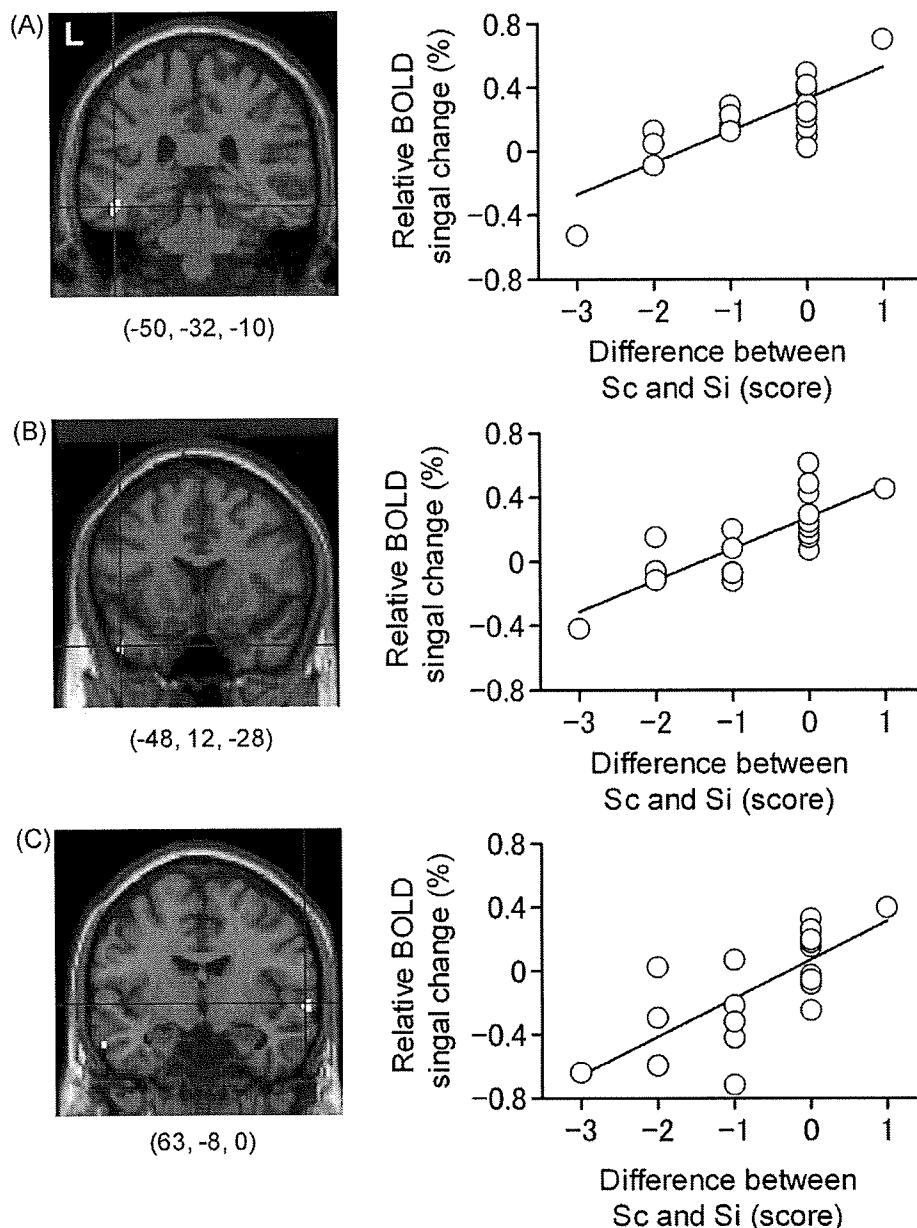 (A)
L
(-50, -32, -10)
Relative BOLD
singal change (%)
0.8
0.4
0
−0.4
−0.8
−3 −2 −1 0 1
Difference between
Sc and Si (score)
(B)
(-48, 12, -28)
Relative BOLD
singal change (%)
0.8
0.4
0
−0.4
−0.8
−3 −2 −1 0 1
Difference between
Sc and Si (score)
(C)
(63, -8, 0)
Relative BOLD
singal change (%)
0.8
0.4
0
−0.4
−0.8
−3 −2 −1 0 1
Difference between
Sc and Si (score)